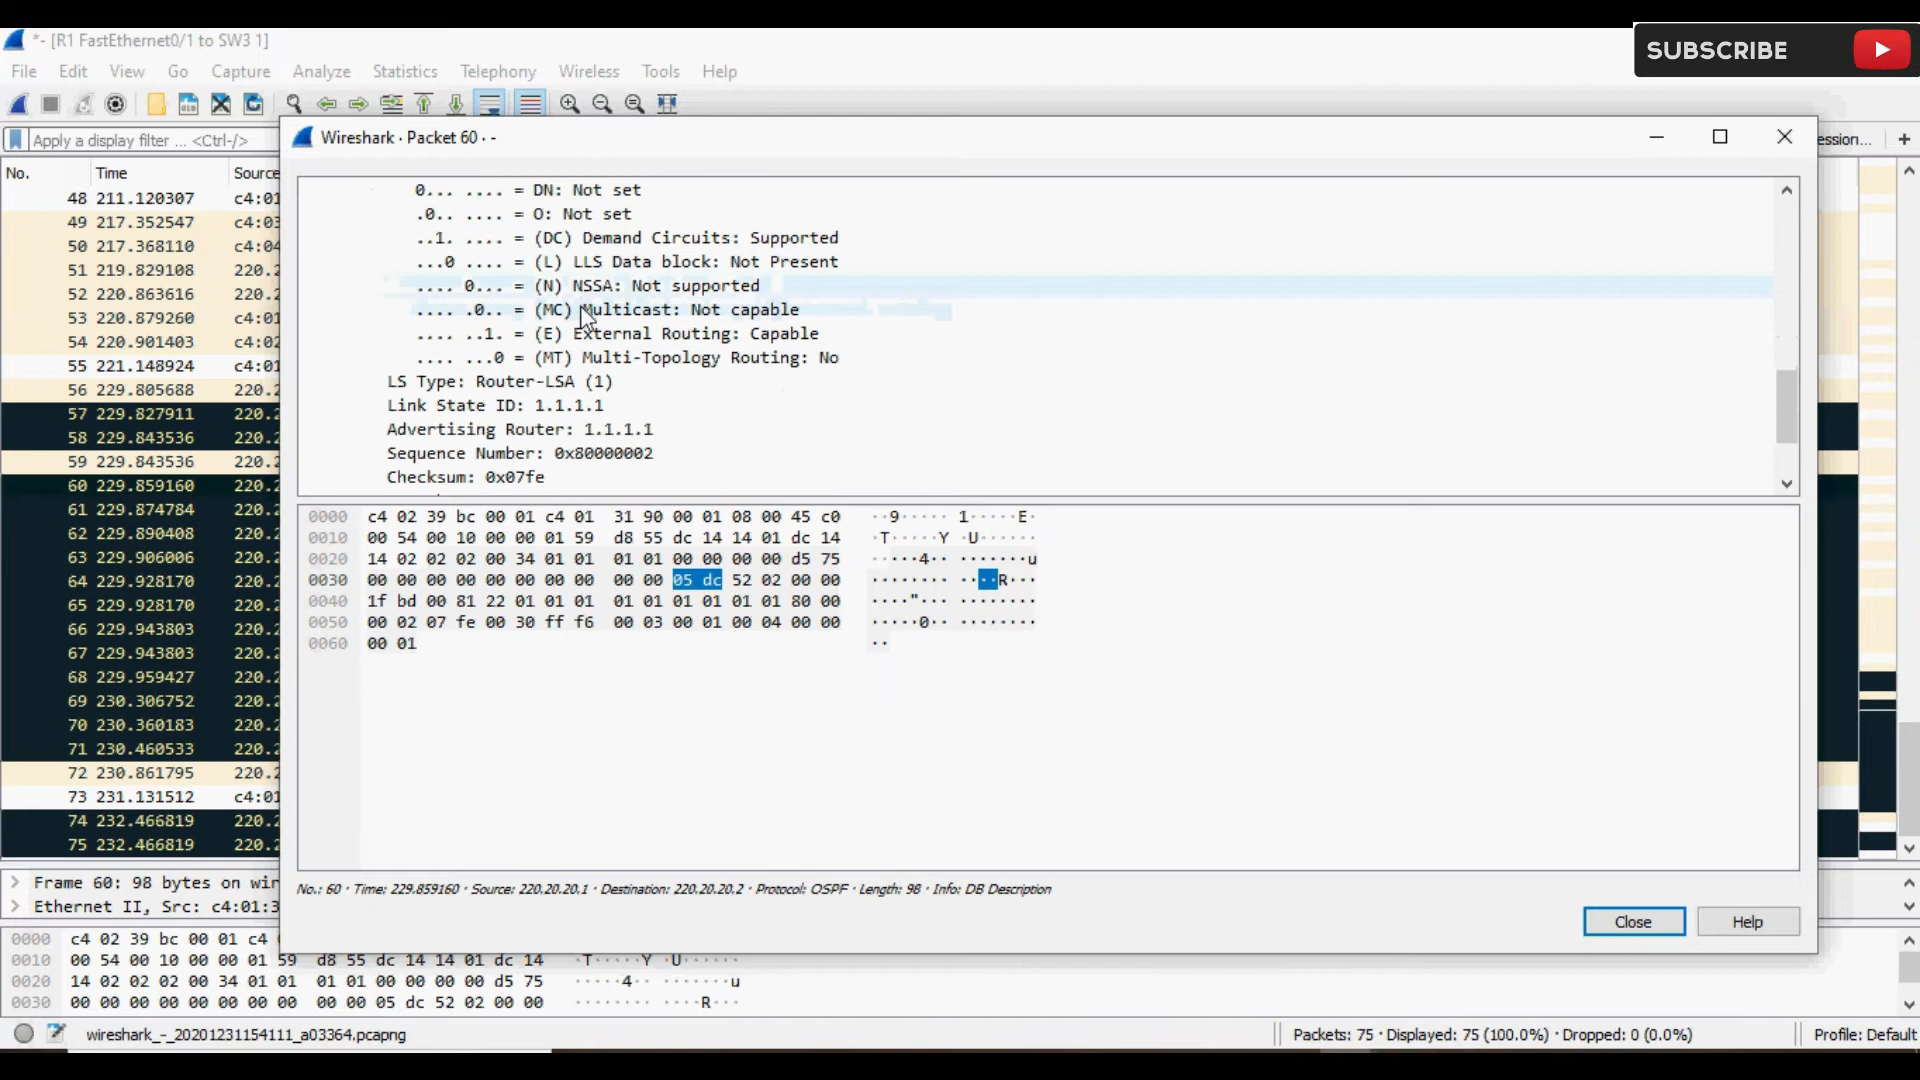 *- [R1 FastEthernet0/1 to SW3 1]
SUBSCRIBE
File Edit View Go Capture Analyze Statistics Telephony Wireless Tools Help
Apply a display filter ... <Ctrl-/>
ession... +
Wireshark · Packet 60 · -
No. Time Source
48 211.120307 c4:01
49 217.352547 c4:03
50 217.368110 c4:04
51 219.829108 220.2
52 220.863616 220.2
53 220.879260 c4:01
54 220.901403 c4:02
55 221.148924 c4:01
56 229.805688 220.2
57 229.827911 220.2
58 229.843536 220.2
59 229.843536 220.2
60 229.859160 220.2
61 229.874784 220.2
62 229.890408 220.2
63 229.906006 220.2
64 229.928170 220.2
65 229.928170 220.2
66 229.943803 220.2
67 229.943803 220.2
68 229.959427 220.2
69 230.306752 220.2
70 230.360183 220.2
71 230.460533 220.2
72 230.861795 220.2
73 231.131512 c4:01
74 232.466819 220.2
75 232.466819 220.2
0... .... = DN: Not set
.0.. .... = O: Not set
..1. .... = (DC) Demand Circuits: Supported
...0 .... = (L) LLS Data block: Not Present
.... 0... = (N) NSSA: Not supported
.... .0.. = (MC) Multicast: Not capable
.... ..1. = (E) External Routing: Capable
.... ...0 = (MT) Multi-Topology Routing: No
LS Type: Router-LSA (1)
Link State ID: 1.1.1.1
Advertising Router: 1.1.1.1
Sequence Number: 0x80000002
Checksum: 0x07fe
0000 c4 02 39 bc 00 01 c4 01 31 90 00 01 08 00 45 c0 ··9····· 1·····E·
0010 00 54 00 10 00 00 01 59 d8 55 dc 14 14 01 dc 14 ·T·····Y ·U······
0020 14 02 02 02 00 34 01 01 01 01 00 00 00 00 d5 75 ·····4·· ·······u
0030 00 00 00 00 00 00 00 00 00 00 05 dc 52 02 00 00 ········ ····R···
0040 1f bd 00 81 22 01 01 01 01 01 01 01 01 01 80 00 ····"··· ········
0050 00 02 07 fe 00 30 ff f6 00 03 00 01 00 04 00 00 ·····0·· ········
0060 00 01 ··
No.: 60 · Time: 229.859160 · Source: 220.20.20.1 · Destination: 220.20.20.2 · Protocol: OSPF · Length: 98 · Info: DB Description
Close Help
Frame 60: 98 bytes on wir
Ethernet II, Src: c4:01:3
0000 c4 02 39 bc 00 01 c4
0010 00 54 00 10 00 00 01 59 d8 55 dc 14 14 01 dc 14 ·T·····Y ·U······
0020 14 02 02 02 00 34 01 01 01 01 00 00 00 00 d5 75 ·····4·· ·······u
0030 00 00 00 00 00 00 00 00 00 00 05 dc 52 02 00 00 ········ ····R···
wireshark_-_20201231154111_a03364.pcapng
Packets: 75 · Displayed: 75 (100.0%) · Dropped: 0 (0.0%)
Profile: Default